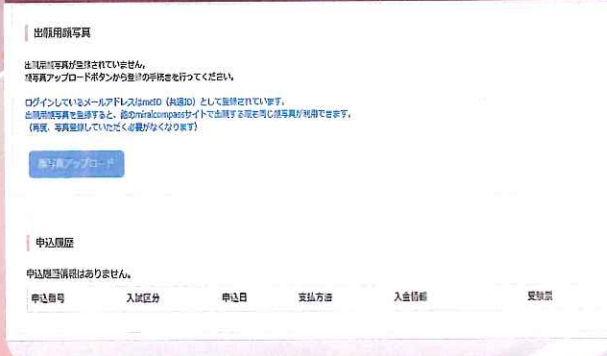 出願用顔写真
出願用顔写真が登録されていません。
顔写真アップロードボタンから登録の手続きを行ってください。
ログインしているメールアドレスはmcID（共通ID）として登録されています。
出願用顔写真を登録すると、他のmiraicompassサイトで出願する際も同じ顔写真が利用できます。
（再度、写真登録していただく必要がなくなります）
顔写真アップロード
申込履歴
申込履歴情報はありません。
申込番号 入試区分 申込日 支払方法 入金情報 受験票